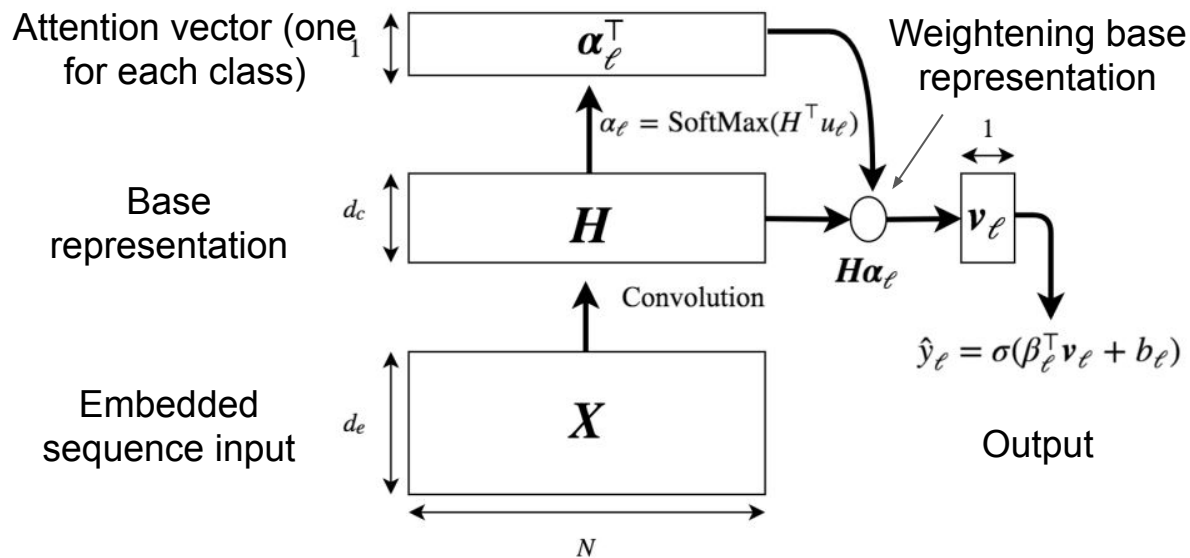 Attention vector (one
for each class)
1
α_ℓ^⊤
Weightening base
representation
α_ℓ = SoftMax(H^⊤u_ℓ)
1
Base
representation
d_c
H
v_ℓ
Hα_ℓ
Convolution
ŷ_ℓ = σ(β_ℓ^⊤v_ℓ + b_ℓ)
Embedded
sequence input
d_e
X
Output
N